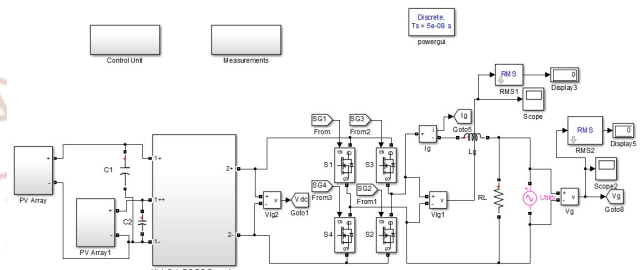 Discrete,
Ts = 5e-08 s
powergui
Control Unit
Measurements
RMS
RMS1
0
Display3
Scope
SG1
From
SG3
From2
i
Ig
Ig
Goto5
Lg
RMS
RMS2
0
Display5
Scope2
PV Array
C1
1+
1++
1-
2+
2-
PV Array1
C2
S1
S3
SG4
From3
SG2
From1
S4
S2
v
VIg2
Vdc
Goto1
v
VIg1
RL
v
Vg
Vg
Goto8